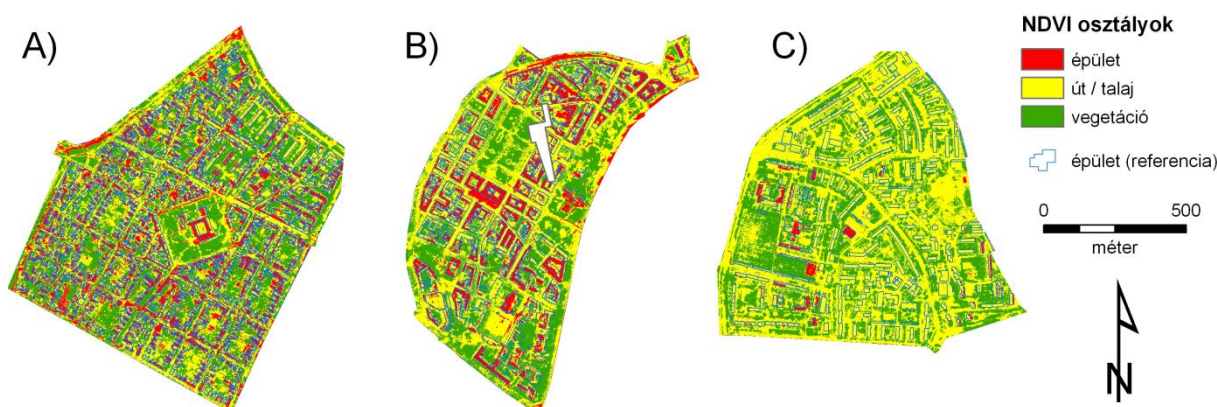 A)
B)
C)
NDVI osztályok
épület
út / talaj
vegetáció
épület (referencia)
0 500
méter
N